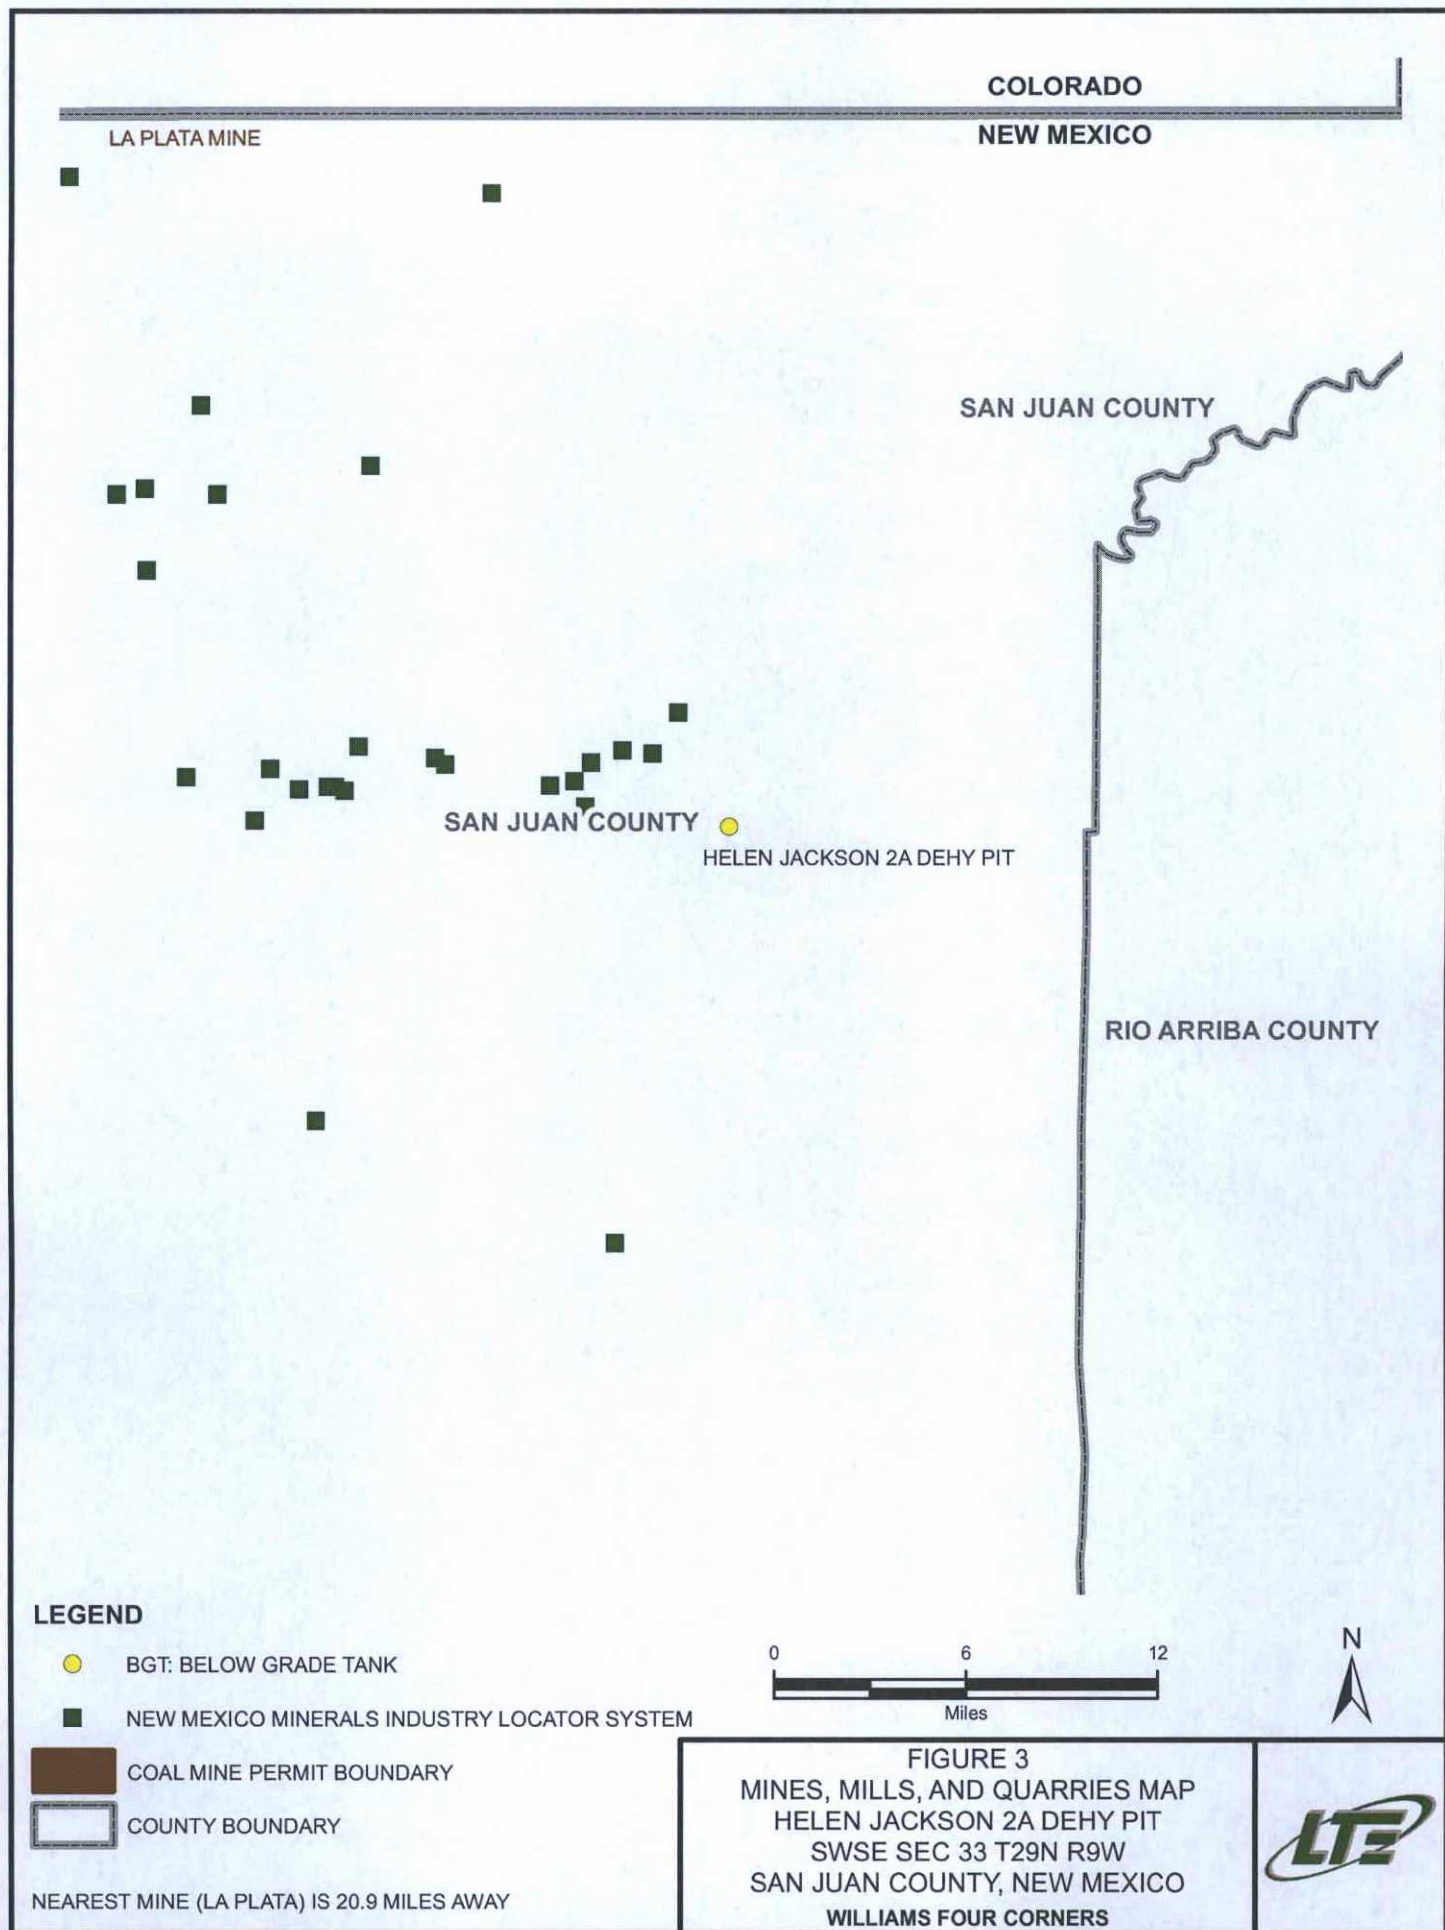 COLORADO
NEW MEXICO
LA PLATA MINE
SAN JUAN COUNTY
SAN JUAN COUNTY
HELEN JACKSON 2A DEHY PIT
RIO ARRIBA COUNTY
LEGEND
BGT: BELOW GRADE TANK
NEW MEXICO MINERALS INDUSTRY LOCATOR SYSTEM
COAL MINE PERMIT BOUNDARY
COUNTY BOUNDARY
NEAREST MINE (LA PLATA) IS 20.9 MILES AWAY
0 6 12
Miles
N
FIGURE 3
MINES, MILLS, AND QUARRIES MAP
HELEN JACKSON 2A DEHY PIT
SWSE SEC 33 T29N R9W
SAN JUAN COUNTY, NEW MEXICO
WILLIAMS FOUR CORNERS
LTE